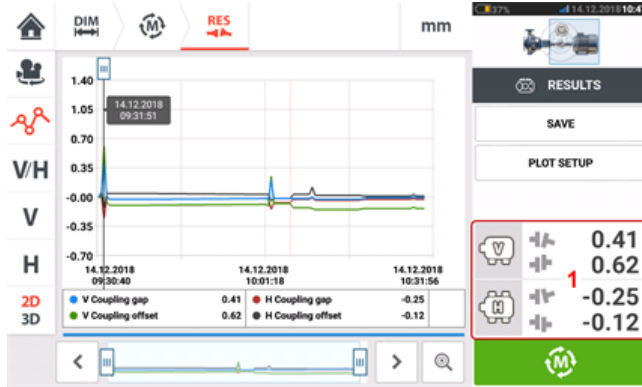 DIM
(M)
RES
mm
37%
14.12.2018 10:4
RESULTS
SAVE
PLOT SETUP
1.40
1.05
0.70
0.35
-0.00
-0.35
-0.70
14.12.2018
09:31:51
V/H
V
H
2D
3D
14.12.2018
09:30:40
14.12.2018
10:01:18
14.12.2018
10:31:56
V Coupling gap 0.41 H Coupling gap -0.25
V Coupling offset 0.62 H Coupling offset -0.12
V
0.41
0.62
1
H
-0.25
-0.12
(M)